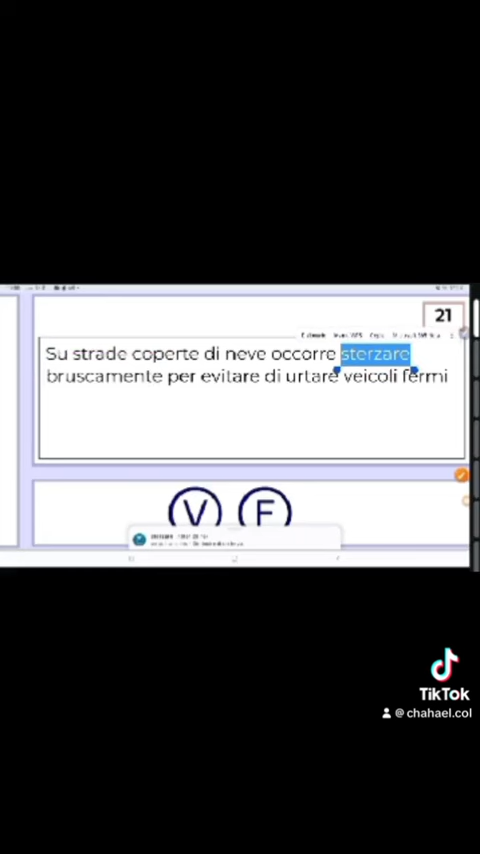 21
Su strade coperte di neve occorre sterzare
bruscamente per evitare di urtare veicoli fermi
V F
TikTok
@ chahael.col